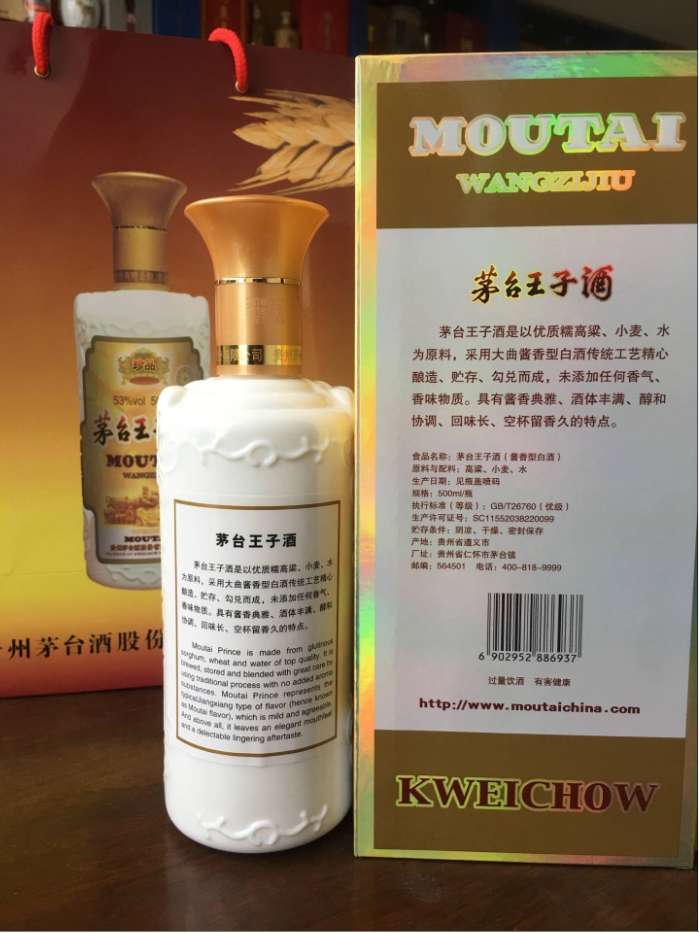 珍品
53%vol 5
茅台王子
MOUTA
WANGZ
MOUTAI
州茅台酒股份
限公司
茅台王子酒
茅台王子酒是以优质糯高粱、小麦、水
为原料，采用大曲酱香型白酒传统工艺精心
酿造、贮存、勾兑而成，未添加任何香气、
香味物质。具有酱香典雅、酒体丰满、醇和
协调、回味长、空杯留香久的特点。
Moutai Prince is made from glutinous
sorghum, wheat and water of top quality. It is
brewed, stored and blended with great care by
using traditional process with no added aroma
substances. Moutai Prince represents the
typicalJiangxiang type of flavor (hence known
as Moutai flavor), which is mild and agreeable.
And above all, it leaves an elegant mouthfeel
and a delectable lingering aftertaste.
MOUTAI
WANGZIJIU
茅台王子酒
茅台王子酒是以优质糯高粱、小麦、水
为原料，采用大曲酱香型白酒传统工艺精心
酿造、贮存、勾兑而成，未添加任何香气、
香味物质。具有酱香典雅、酒体丰满、醇和
协调、回味长、空杯留香久的特点。
食品名称：茅台王子酒（酱香型白酒）
原料与配料：高粱、小麦、水
生产日期：见瓶盖喷码
规格：500ml/瓶
执行标准（等级）：GB/T26760（优级）
生产许可证号：SC11552038220099
贮存条件：阴凉、干燥、密封保存
产地：贵州省遵义市
厂址：贵州省仁怀市茅台镇
邮编：564501 电话：400-818-9999
6 902952 886937
过量饮酒 有害健康
http://www.moutaichina.com
KWEICHOW